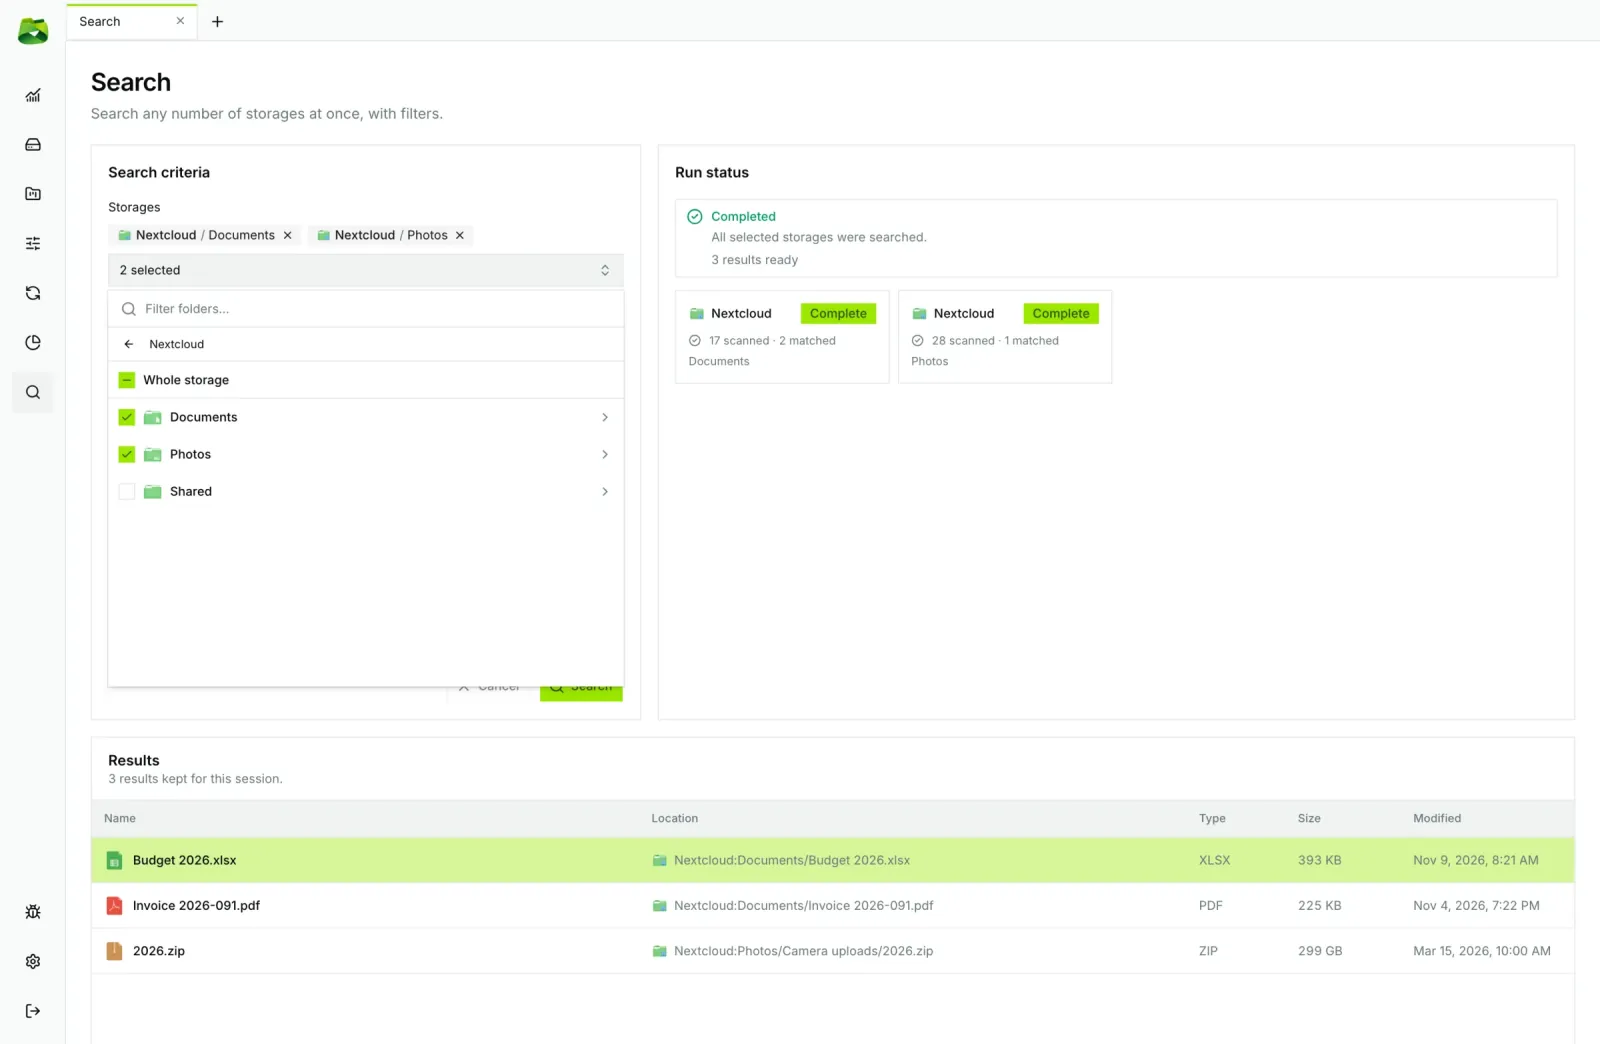 Search
Search
Search any number of storages at once, with filters.
Search criteria
Storages
Nextcloud / Documents
Nextcloud / Photos
2 selected
Filter folders...
Nextcloud
Whole storage
Documents
Photos
Shared
Cancel
Search
Run status
Completed
All selected storages were searched.
3 results ready
Nextcloud Complete
17 scanned · 2 matched
Documents
Nextcloud Complete
28 scanned · 1 matched
Photos
Results
3 results kept for this session.
Name Location Type Size Modified
Budget 2026.xlsx Nextcloud:Documents/Budget 2026.xlsx XLSX 393 KB Nov 9, 2026, 8:21 AM
Invoice 2026-091.pdf Nextcloud:Documents/Invoice 2026-091.pdf PDF 225 KB Nov 4, 2026, 7:22 PM
2026.zip Nextcloud:Photos/Camera uploads/2026.zip ZIP 299 GB Mar 15, 2026, 10:00 AM